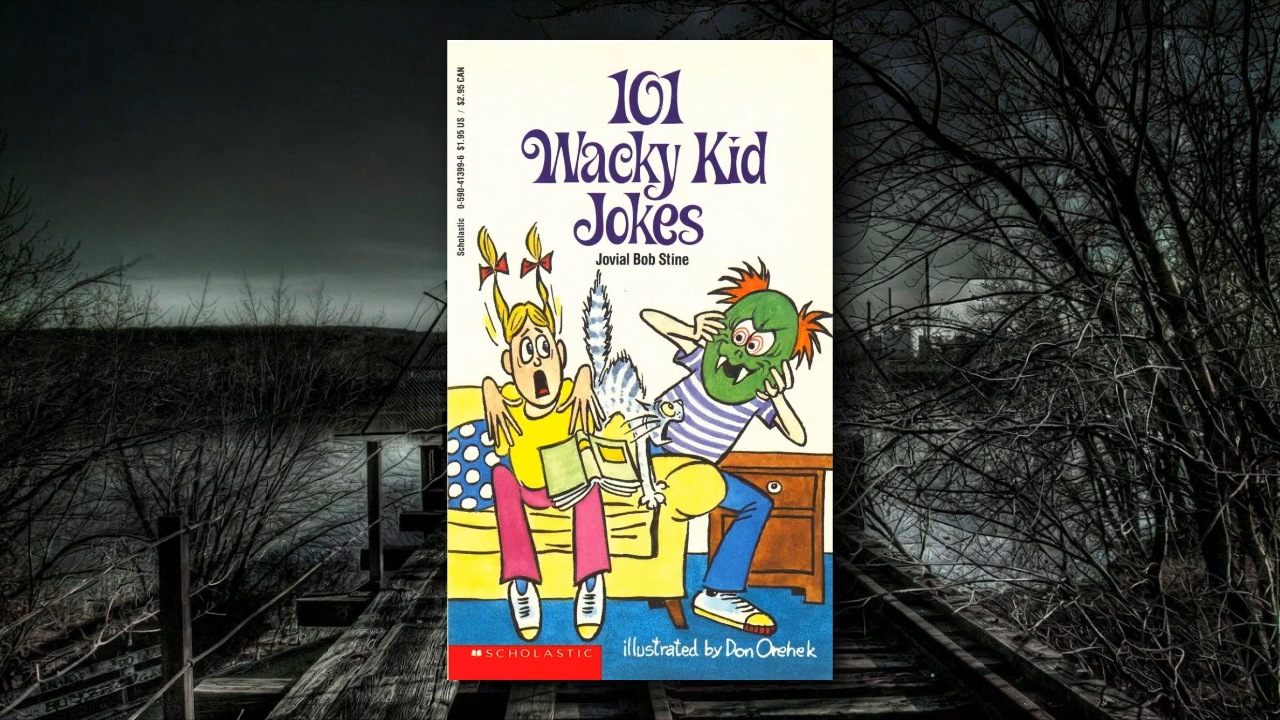 101
Wacky Kid
Jokes
Jovial Bob Stine
Scholastic 0-590-41399-6 $1.95 US / $2.95 CAN
illustrated by Don Orehek
SCHOLASTIC